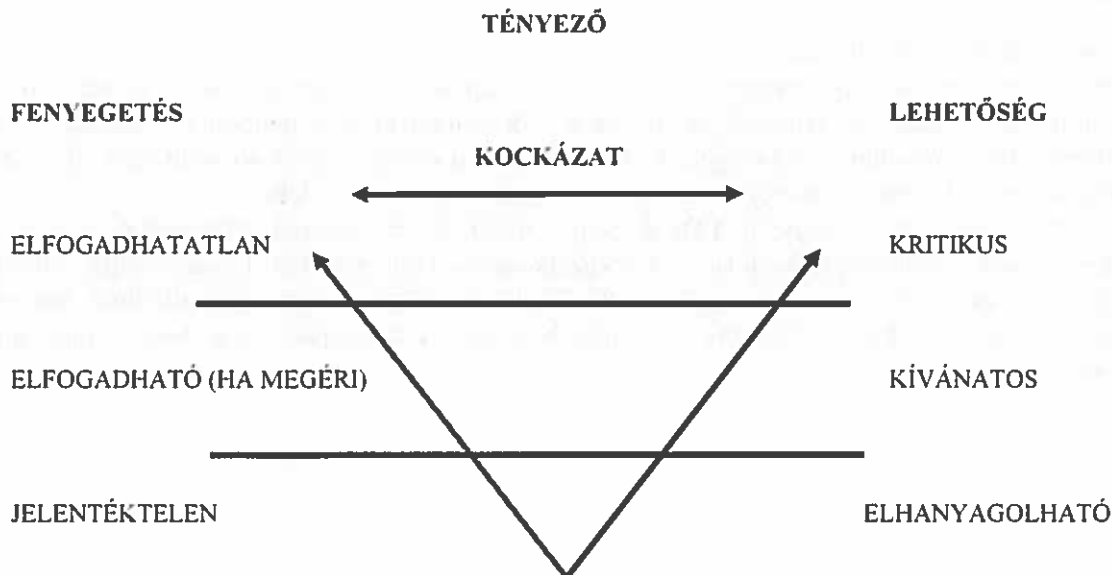 TÉNYEZŐ
FENYEGETÉS LEHETŐSÉG
KOCKÁZAT
ELFOGADHATATLAN KRITIKUS
ELFOGADHATÓ (HA MEGÉRI) KÍVÁNATOS
JELENTÉKTELEN ELHANYAGOLHATÓ